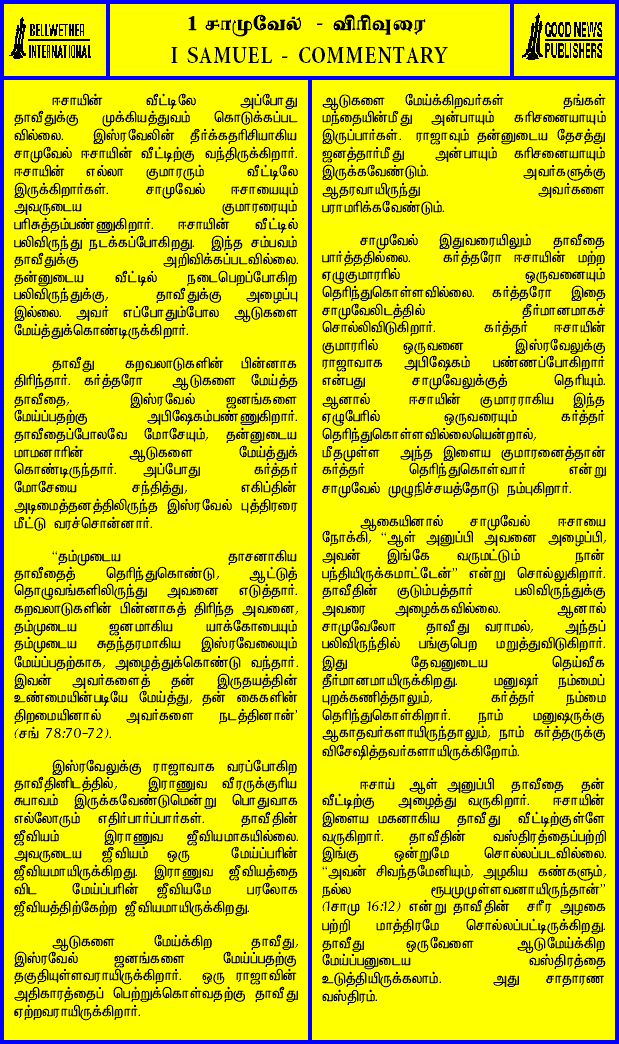 BELLWETHER
INTERNATIONAL
1 சாமுவேல் - விரிவுரை
I SAMUEL - COMMENTARY
GOOD NEWS
PUBLISHERS
ஈசாயின் வீட்டிலே அப்போது
தாவீதுக்கு முக்கியத்துவம் கொடுக்கப்பட
வில்லை. இஸ்ரவேலின் தீர்க்கதரிசியாகிய
சாமுவேல் ஈசாயின் வீட்டிற்கு வந்திருக்கிறார்.
ஈசாயின் எல்லா குமாரரும் வீட்டிலே
இருக்கிறார்கள். சாமுவேல் ஈசாயையும்
அவருடைய குமாரரையும்
பரிசுத்தம்பண்ணுகிறார். ஈசாயின் வீட்டில்
பலிவிருந்து நடக்கப்போகிறது. இந்த சம்பவம்
தாவீதுக்கு அறிவிக்கப்படவில்லை.
தன்னுடைய வீட்டில் நடைபெறப்போகிற
பலிவிருந்துக்கு, தாவீதுக்கு அழைப்பு
இல்லை. அவர் எப்போதும்போல ஆடுகளை
மேய்த்துக்கொண்டிருக்கிறார்.
தாவீது கறவலாடுகளின் பின்னாக
திரிந்தார். கர்த்தரோ ஆடுகளை மேய்த்த
தாவீதை, இஸ்ரவேல் ஜனங்களை
மேய்ப்பதற்கு அபிஷேகம்பண்ணுகிறார்.
தாவீதைப்போலவே மோசேயும், தன்னுடைய
மாமனாரின் ஆடுகளை மேய்த்துக்
கொண்டிருந்தார். அப்போது கர்த்தர்
மோசேயை சந்தித்து, எகிப்தின்
அடிமைத்தனத்திலிருந்த இஸ்ரவேல் புத்திரரை
மீட்டு வரச்சொன்னார்.
“தம்முடைய தாசனாகிய
தாவீதைத் தெரிந்துகொண்டு, ஆட்டுத்
தொழுவங்களிலிருந்து அவனை எடுத்தார்.
கறவலாடுகளின் பின்னாகத் திரிந்த அவனை,
தம்முடைய ஜனமாகிய யாக்கோபையும்
தம்முடைய சுதந்தரமாகிய இஸ்ரவேலையும்
மேய்ப்பதற்காக, அழைத்துக்கொண்டு வந்தார்.
இவன் அவர்களைத் தன் இருதயத்தின்
உண்மையின்படியே மேய்த்து, தன் கைகளின்
திறமையினால் அவர்களை நடத்தினான்’
(சங் 78:70-72).
இஸ்ரவேலுக்கு ராஜாவாக வரப்போகிற
தாவீதினிடத்தில், இராணுவ வீரருக்குரிய
சுபாவம் இருக்கவேண்டுமென்று பொதுவாக
எல்லோரும் எதிர்பார்ப்பார்கள். தாவீதின்
ஜீவியம் இராணுவ ஜீவியமாகயில்லை.
அவருடைய ஜீவியம் ஒரு மேய்ப்பரின்
ஜீவியமாயிருக்கிறது. இராணுவ ஜீவியத்தை
விட மேய்ப்பரின் ஜீவியமே பரலோக
ஜீவியத்திற்கேற்ற ஜீவியமாயிருக்கிறது.
ஆடுகளை மேய்க்கிற தாவீது,
இஸ்ரவேல் ஜனங்களை மேய்ப்பதற்கு
தகுதியுள்ளவராயிருக்கிறார். ஒரு ராஜாவின்
அதிகாரத்தைப் பெற்றுக்கொள்வதற்கு தாவீது
ஏற்றவராயிருக்கிறார்.
ஆடுகளை மேய்க்கிறவர்கள் தங்கள்
மந்தையின்மீது அன்பாயும் கரிசனையாயும்
இருப்பார்கள். ராஜாவும் தன்னுடைய தேசத்து
ஜனத்தார்மீது அன்பாயும் கரிசனையாயும்
இருக்கவேண்டும். அவர்களுக்கு
ஆதரவாயிருந்து அவர்களை
பராமரிக்கவேண்டும்.
சாமுவேல் இதுவரையிலும் தாவீதை
பார்த்ததில்லை. கர்த்தரோ ஈசாயின் மற்ற
ஏழுகுமாரரில் ஒருவனையும்
தெரிந்துகொள்ளவில்லை. கர்த்தரோ இதை
சாமுவேலிடத்தில் தீர்மானமாகச்
சொல்லிவிடுகிறார். கர்த்தர் ஈசாயின்
குமாரரில் ஒருவனை இஸ்ரவேலுக்கு
ராஜாவாக அபிஷேகம் பண்ணப்போகிறார்
என்பது சாமுவேலுக்குத் தெரியும்.
ஆனால் ஈசாயின் குமாரராகிய இந்த
ஏழுபேரில் ஒருவரையும் கர்த்தர்
தெரிந்துகொள்ளவில்லையென்றால்,
மீதமுள்ள அந்த இளைய குமாரனைத்தான்
கர்த்தர் தெரிந்துகொள்வார் என்று
சாமுவேல் முழுநிச்சயத்தோடு நம்புகிறார்.
ஆகையினால் சாமுவேல் ஈசாயை
நோக்கி, “ஆள் அனுப்பி அவனை அழைப்பி,
அவன் இங்கே வருமட்டும் நான்
பந்தியிருக்கமாட்டேன்” என்று சொல்லுகிறார்.
தாவீதின் குடும்பத்தார் பலிவிருந்துக்கு
அவரை அழைக்கவில்லை. ஆனால்
சாமுவேலோ தாவீது வராமல், அந்தப்
பலிவிருந்தில் பங்குபெற மறுத்துவிடுகிறார்.
இது தேவனுடைய தெய்வீக
தீர்மானமாயிருக்கிறது. மனுஷர் நம்மைப்
புறக்கணித்தாலும், கர்த்தர் நம்மை
தெரிந்துகொள்கிறார். நாம் மனுஷருக்கு
ஆகாதவர்களாயிருந்தாலும், நாம் கர்த்தருக்கு
விசேஷித்தவர்களாயிருக்கிறோம்.
ஈசாய் ஆள் அனுப்பி தாவீதை தன்
வீட்டிற்கு அழைத்து வருகிறார். ஈசாயின்
இளைய மகனாகிய தாவீது வீட்டிற்குள்ளே
வருகிறார். தாவீதின் வஸ்திரத்தைப்பற்றி
இங்கு ஒன்றுமே சொல்லப்படவில்லை.
“அவன் சிவந்தமேனியும், அழகிய கண்களும்,
நல்ல ரூபமுமுள்ளவனாயிருந்தான்”
(1சாமு 16:12) என்று தாவீதின் சரீர அழகை
பற்றி மாத்திரமே சொல்லப்பட்டிருக்கிறது.
தாவீது ஒருவேளை ஆடுமேய்க்கிற
மேய்ப்பனுடைய வஸ்திரத்தை
உடுத்தியிருக்கலாம். அது சாதாரண
வஸ்திரம்.